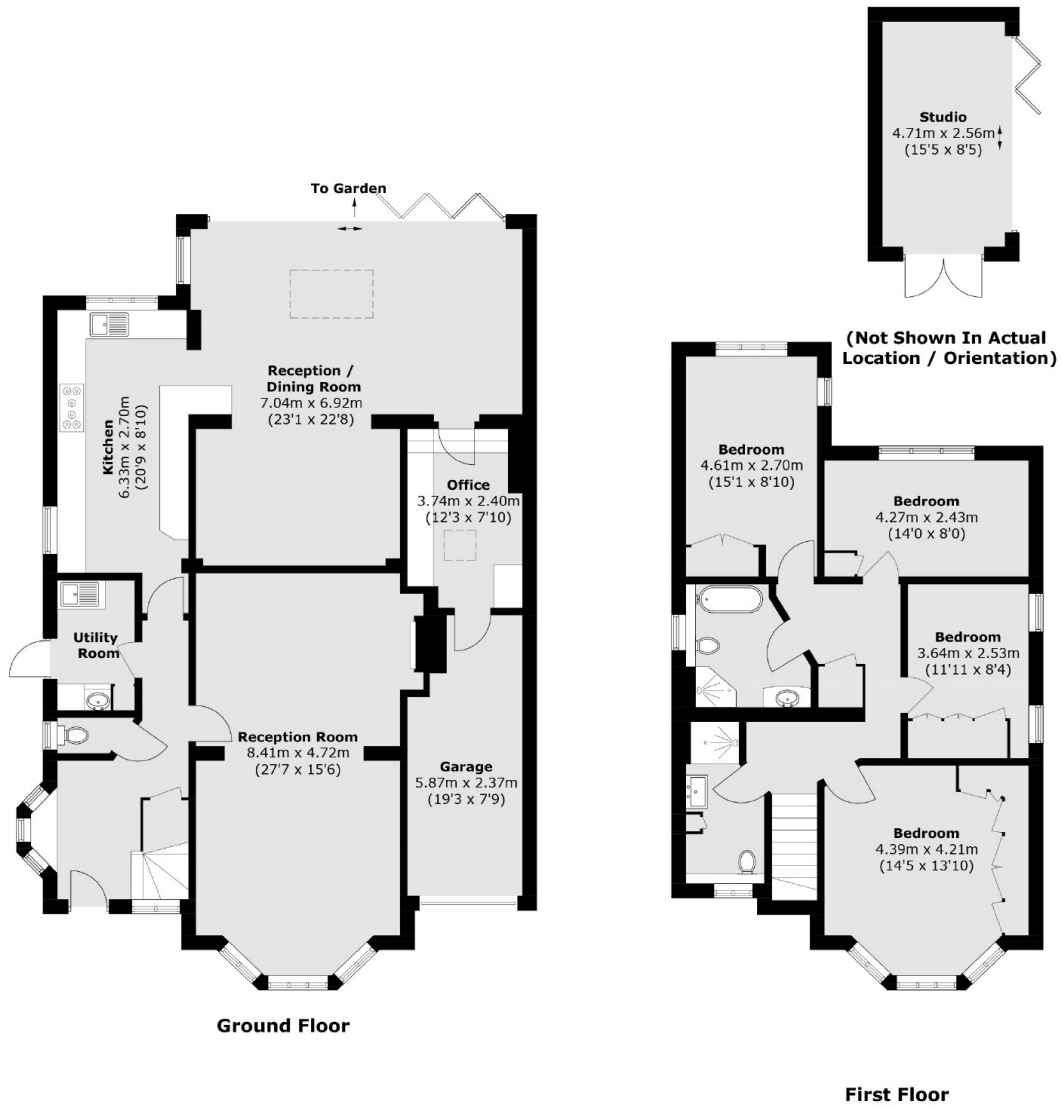 To Garden
Reception /
Dining Room
7.04m x 6.92m
(23'1 x 22'8)
Kitchen
6.33m x 2.70m
(20'9 x 8'10)
Office
3.74m x 2.40m
(12'3 x 7'10)
Utility
Room
Reception Room
8.41m x 4.72m
(27'7 x 15'6)
Garage
5.87m x 2.37m
(19'3 x 7'9)
Ground Floor
Studio
4.71m x 2.56m
(15'5 x 8'5)
(Not Shown In Actual
Location / Orientation)
Bedroom
4.61m x 2.70m
(15'1 x 8'10)
Bedroom
4.27m x 2.43m
(14'0 x 8'0)
Bedroom
3.64m x 2.53m
(11'11 x 8'4)
Bedroom
4.39m x 4.21m
(14'5 x 13'10)
First Floor